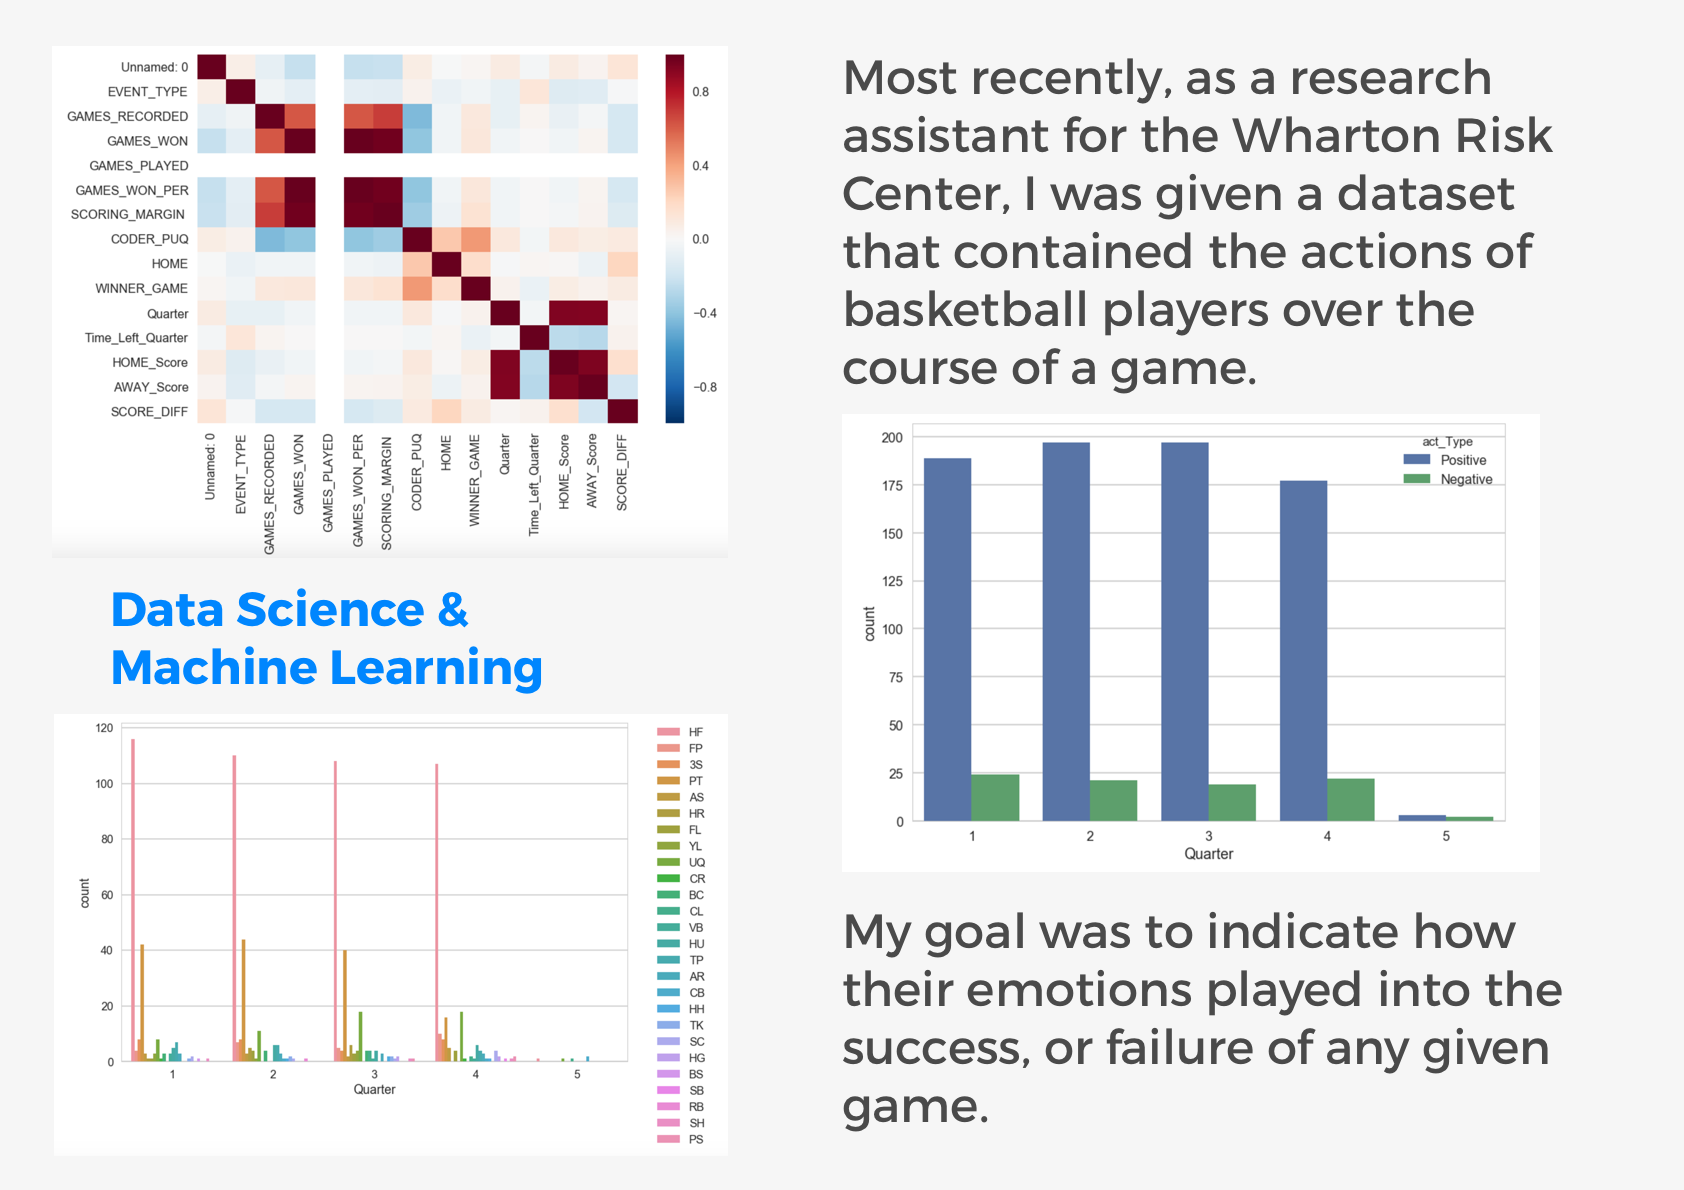 Unnamed: 0
EVENT_TYPE
GAMES_RECORDED
GAMES_WON
GAMES_PLAYED
GAMES_WON_PER
SCORING_MARGIN
CODER_PUQ
HOME
WINNER_GAME
Quarter
Time_Left_Quarter
HOME_Score
AWAY_Score
SCORE_DIFF
Unnamed: 0
EVENT_TYPE
GAMES_RECORDED
GAMES_WON
GAMES_PLAYED
GAMES_WON_PER
SCORING_MARGIN
CODER_PUQ
HOME
WINNER_GAME
Quarter
Time_Left_Quarter
HOME_Score
AWAY_Score
SCORE_DIFF
0.8
0.4
0.0
−0.4
−0.8
Data Science &
Machine Learning
120
100
80
60
40
20
0
count
1 2 3 4 5
Quarter
HF
FP
3S
PT
AS
HR
FL
YL
UQ
CR
BC
CL
VB
HU
TP
AR
CB
HH
TK
SC
HG
BS
SB
RB
SH
PS
Most recently, as a research
assistant for the Wharton Risk
Center, I was given a dataset
that contained the actions of
basketball players over the
course of a game.
200
175
150
125
100
75
50
25
0
count
act_Type
Positive
Negative
1 2 3 4 5
Quarter
My goal was to indicate how
their emotions played into the
success, or failure of any given
game.